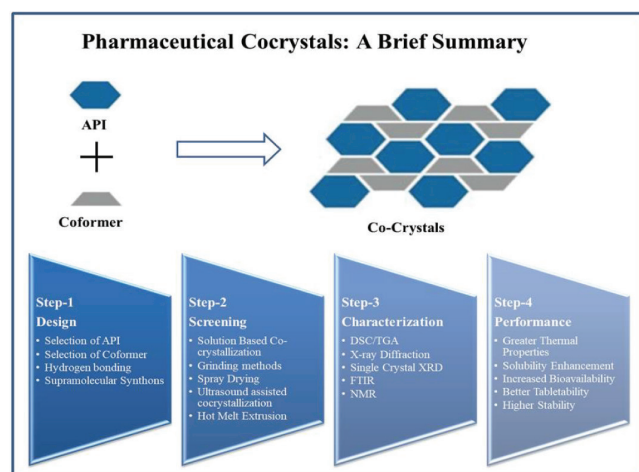 Pharmaceutical Cocrystals: A Brief Summary
API
+
Coformer
Co-Crystals
Step-1
Design
• Selection of API
• Selection of Coformer
• Hydrogen bonding
• Supramolecular Synthons
Step-2
Screening
• Solution Based Co-
crystallization
• Grinding methods
• Spray Drying
• Ultrasound assisted
cocrystallization
• Hot Melt Extrusion
Step-3
Characterization
• DSC/TGA
• X-ray Diffraction
• Single Crystal XRD
• FTIR
• NMR
Step-4
Performance
• Greater Thermal
Properties
• Solubility Enhancement
• Increased Bioavailability
• Better Tabletability
• Higher Stability